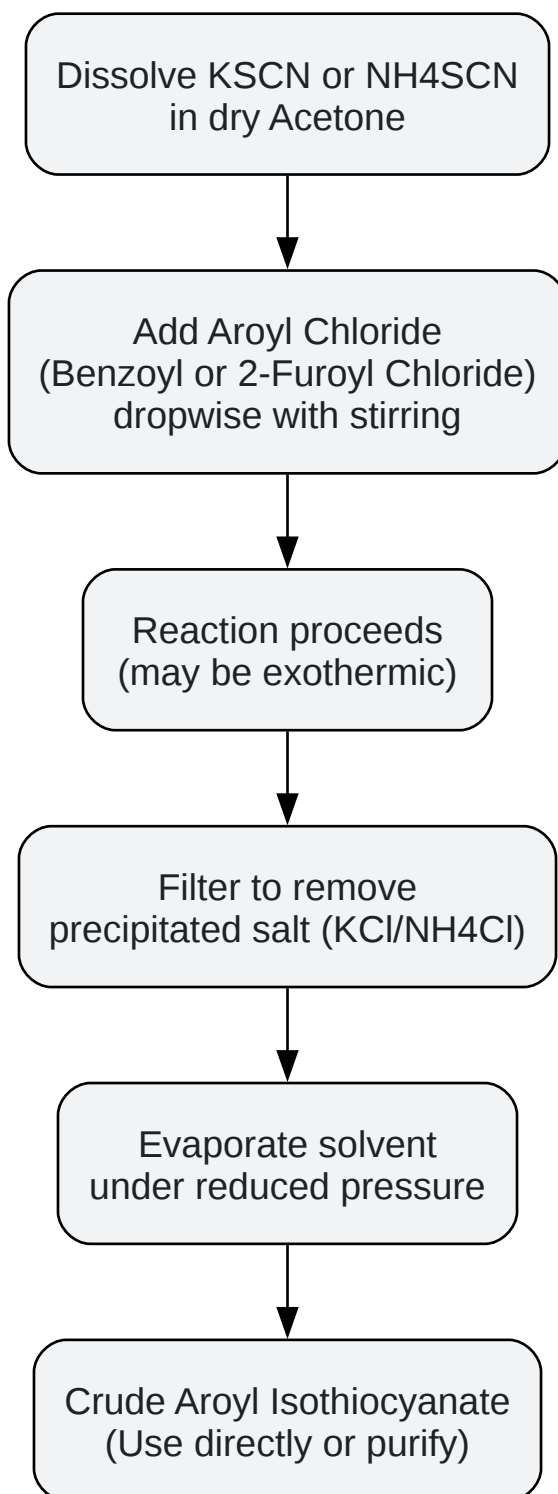 Dissolve KSCN or NH4SCN
in dry Acetone
Add Aroyl Chloride
(Benzoyl or 2-Furoyl Chloride)
dropwise with stirring
Reaction proceeds
(may be exothermic)
Filter to remove
precipitated salt (KCl/NH4Cl)
Evaporate solvent
under reduced pressure
Crude Aroyl Isothiocyanate
(Use directly or purify)